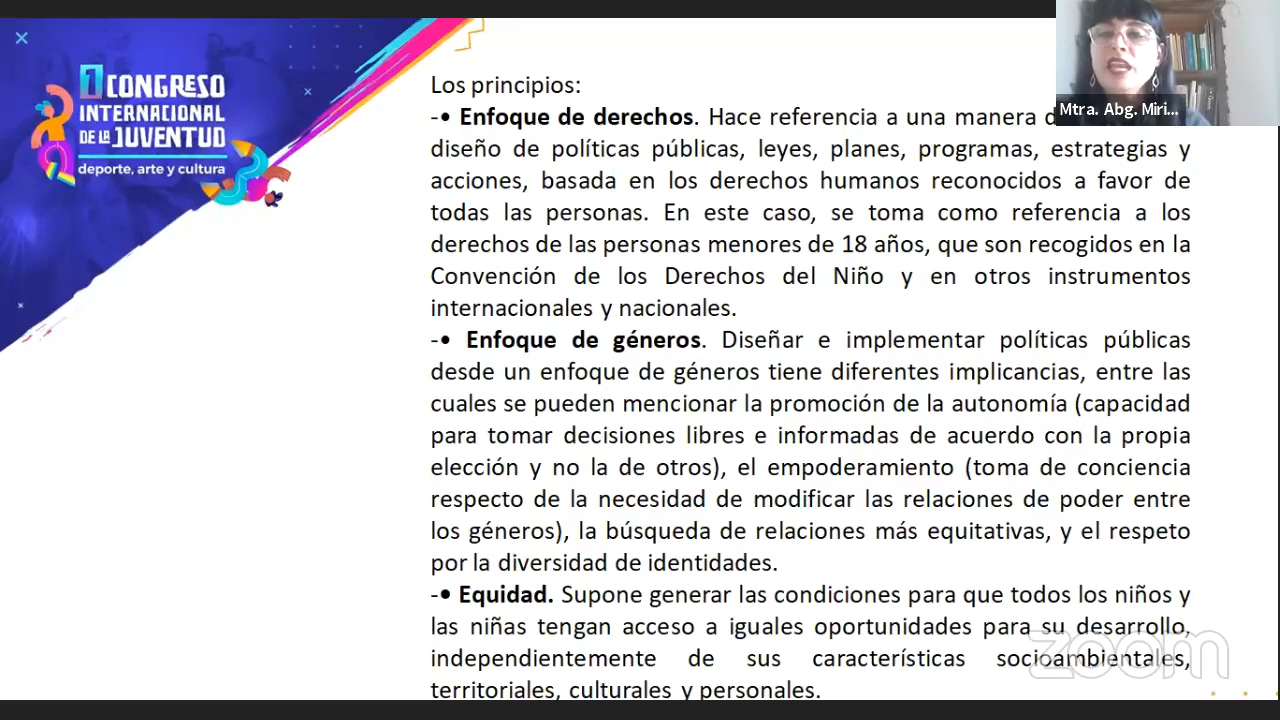 1 CONGRESO
INTERNACIONAL
DE LA JUVENTUD
deporte, arte y cultura
Mtra. Abg. Miri...
Los principios:
-• Enfoque de derechos. Hace referencia a una manera
diseño de políticas públicas, leyes, planes, programas, estrategias y
acciones, basada en los derechos humanos reconocidos a favor de
todas las personas. En este caso, se toma como referencia a los
derechos de las personas menores de 18 años, que son recogidos en la
Convención de los Derechos del Niño y en otros instrumentos
internacionales y nacionales.
-• Enfoque de géneros. Diseñar e implementar políticas públicas
desde un enfoque de géneros tiene diferentes implicancias, entre las
cuales se pueden mencionar la promoción de la autonomía (capacidad
para tomar decisiones libres e informadas de acuerdo con la propia
elección y no la de otros), el empoderamiento (toma de conciencia
respecto de la necesidad de modificar las relaciones de poder entre
los géneros), la búsqueda de relaciones más equitativas, y el respeto
por la diversidad de identidades.
-• Equidad. Supone generar las condiciones para que todos los niños y
las niñas tengan acceso a iguales oportunidades para su desarrollo,
independientemente de sus características socioambientales,
territoriales, culturales y personales.
zoom